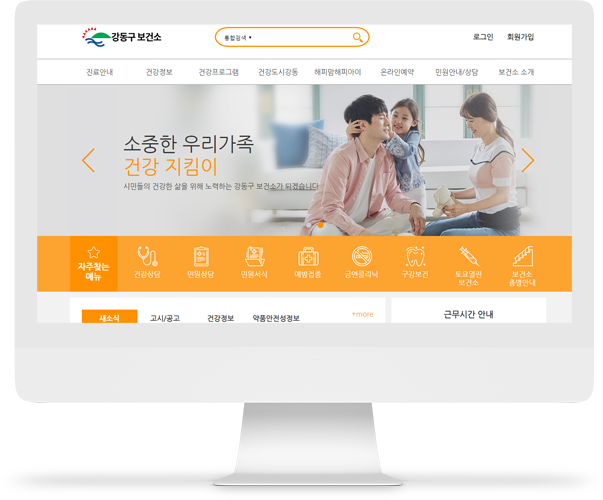 강동구 보건소
통합검색
로그인 회원가입
진료안내 건강정보 건강프로그램 건강도시강동 해피맘해피아이 온라인예약 민원안내/상담 보건소 소개
소중한 우리가족
건강 지킴이
시민들의 건강한 삶을 위해 노력하는 강동구 보건소가 되겠습니다
자주찾는
메뉴
건강상담 민원상담 민원서식 예방접종 금연클리닉 구강보건 토요열린
보건소 보건소
층별안내
새소식 고시/공고 건강정보 약품안전성정보 +more
근무시간 안내